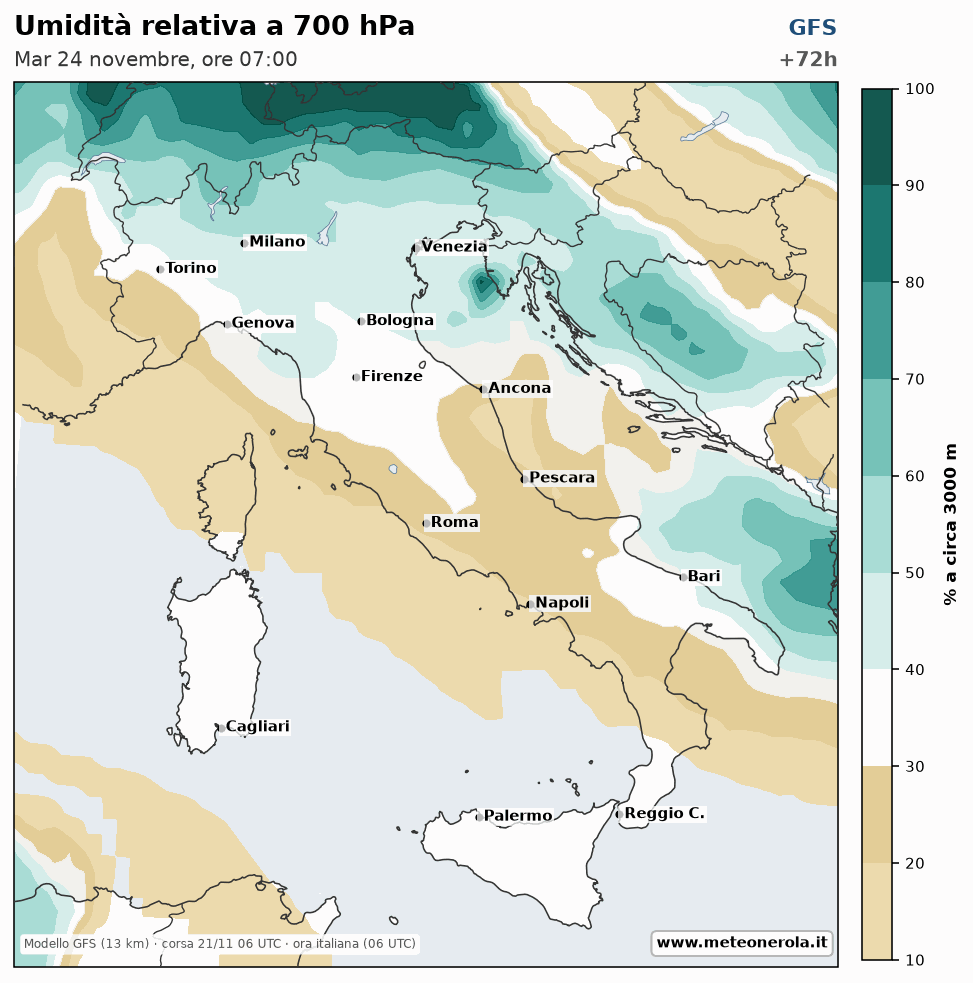 Umidità relativa a 700 hPa
GFS
Mar 24 novembre, ore 07:00
+72h
Milano
Venezia
Torino
Genova
Bologna
Firenze
Ancona
Pescara
Roma
Bari
Napoli
Cagliari
Palermo
Reggio C.
100
90
80
70
60
50
40
30
20
10
% a circa 3000 m
Modello GFS (13 km) · corsa 21/11 06 UTC · ora italiana (06 UTC)
www.meteonerola.it